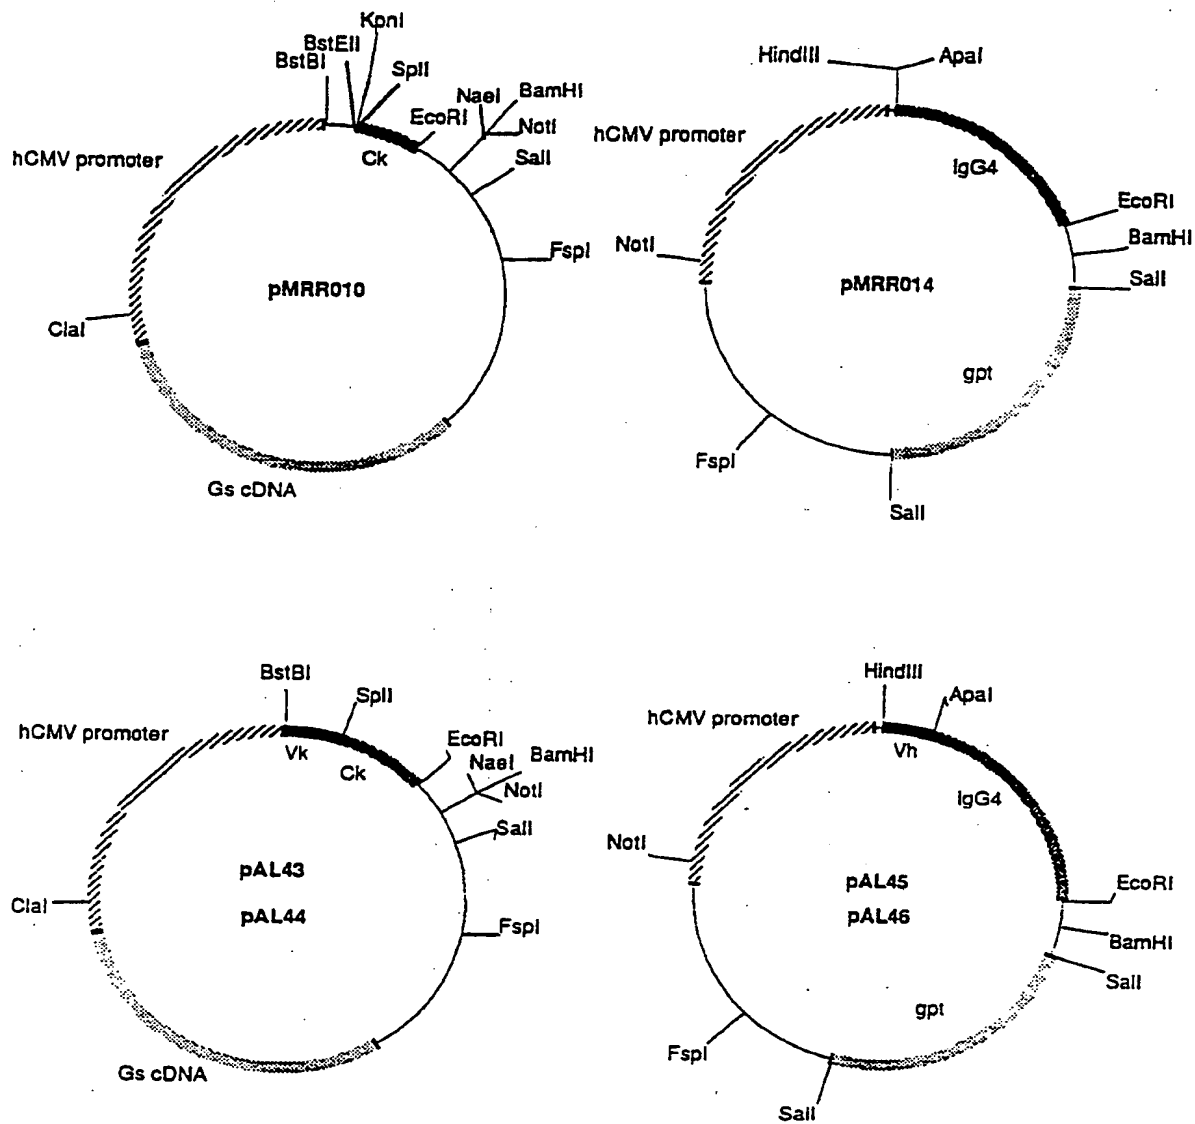 KpnI
BstEII
BstBI
SplI
EcoRI
NaeI
BamHI
NotI
SalI
FspI
hCMV promoter
Ck
pMRR010
ClaI
Gs cDNA
HindIII
ApaI
hCMV promoter
IgG4
EcoRI
BamHI
SalI
NotI
pMRR014
gpt
FspI
SalI
BstBI
SplI
hCMV promoter
Vk
Ck
EcoRI
NaeI
BamHI
NotI
SalI
pAL43
pAL44
ClaI
FspI
Gs cDNA
HindIII
ApaI
hCMV promoter
Vh
IgG4
NotI
pAL45
pAL46
EcoRI
BamHI
SalI
gpt
FspI
SalI